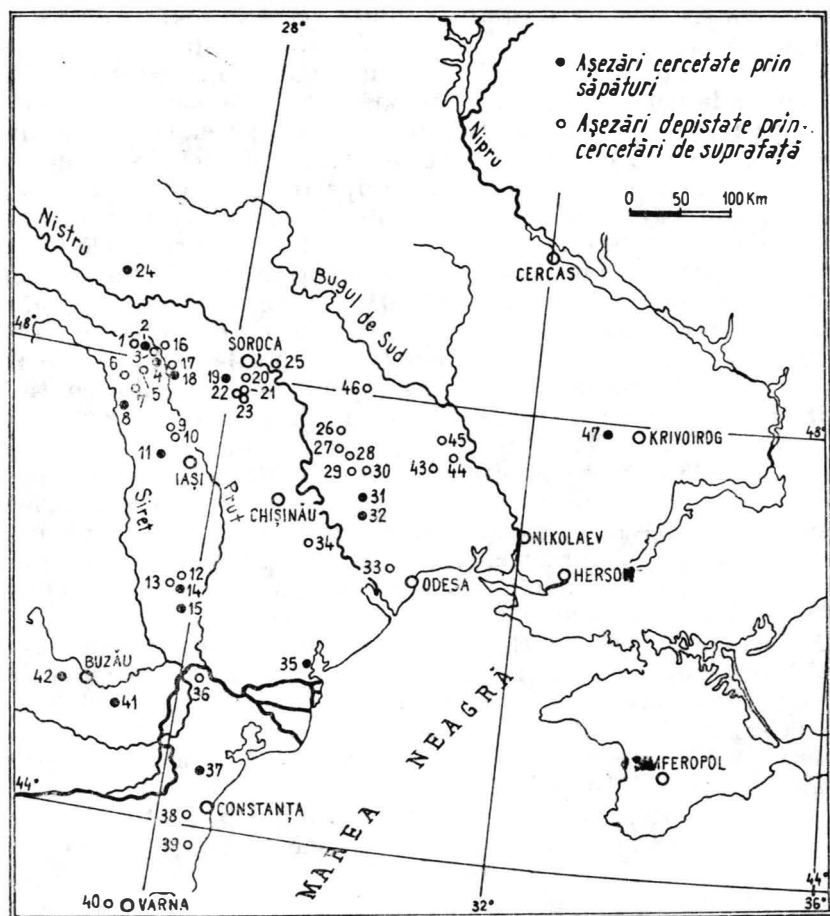 28°
Așezări cercetate prin
săpături
Așezări depistate prin
cercetări de suprafață
0 50 100 Km
Nipru
Nistru
24
Bugul de Sud
CERCAS
48°
1
2
16
SOROCA
3
17
25
6
4
18
19
20
5
22
21
46
7
23
8
9
26
10
45
47
KRIVOIROG
48°
27
28
11
43
44
29
30
IAȘI
Prut
31
Siret
CHIȘINĂU
32
34
NIKOLAEV
12
33
13
HERSON
14
ODESA
15
35
BUZĂU
42
36
41
MAREA NEAGRĂ
SIMFEROPOL
37
44°
CONSTANȚA
38
39
44°
40
VARNA
32°
36°